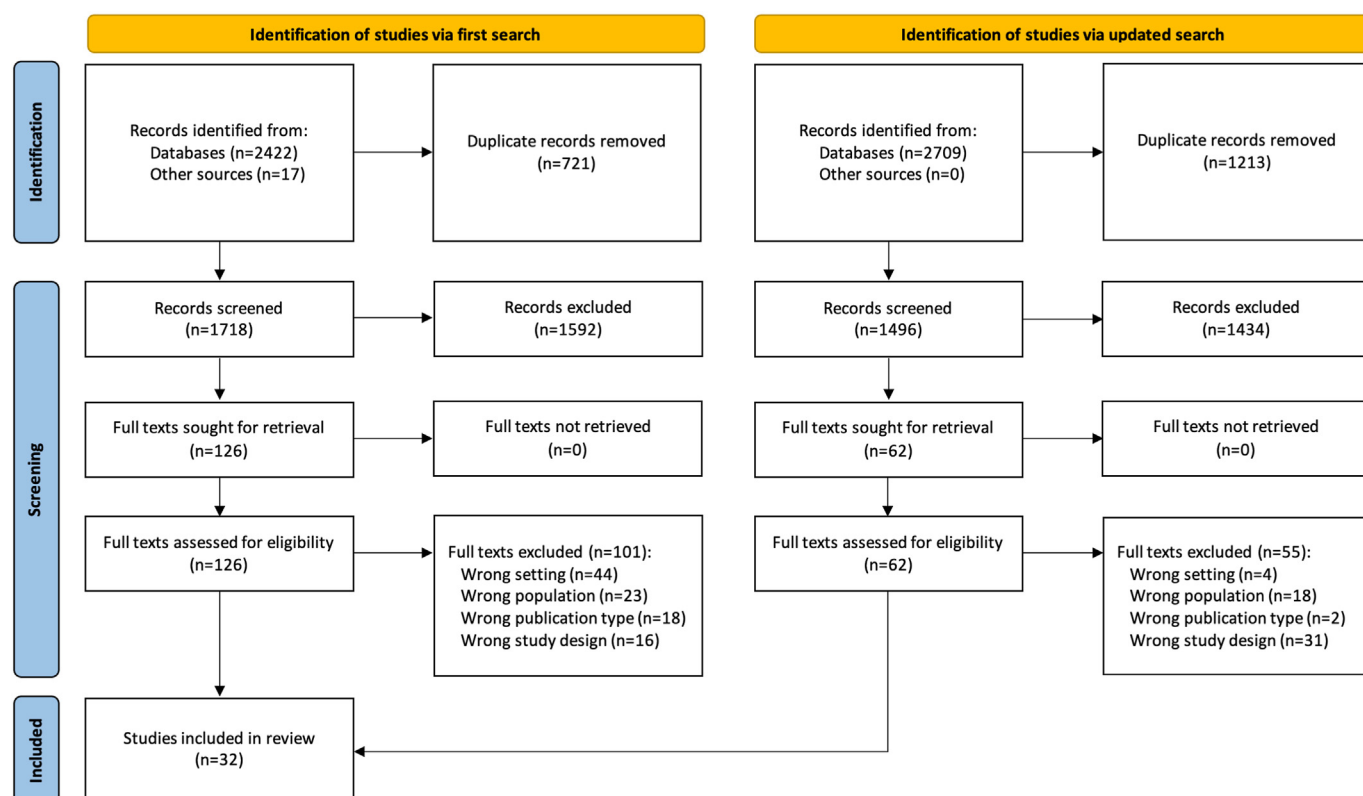 Identification of studies via first search
Identification of studies via updated search
Identification
Records identified from:
Databases (n=2422)
Other sources (n=17)
Duplicate records removed
(n=721)
Records identified from:
Databases (n=2709)
Other sources (n=0)
Duplicate records removed
(n=1213)
Screening
Records screened
(n=1718)
Records excluded
(n=1592)
Records screened
(n=1496)
Records excluded
(n=1434)
Full texts sought for retrieval
(n=126)
Full texts not retrieved
(n=0)
Full texts sought for retrieval
(n=62)
Full texts not retrieved
(n=0)
Full texts assessed for eligibility
(n=126)
Full texts excluded (n=101):
Wrong setting (n=44)
Wrong population (n=23)
Wrong publication type (n=18)
Wrong study design (n=16)
Full texts assessed for eligibility
(n=62)
Full texts excluded (n=55):
Wrong setting (n=4)
Wrong population (n=18)
Wrong publication type (n=2)
Wrong study design (n=31)
Included
Studies included in review
(n=32)